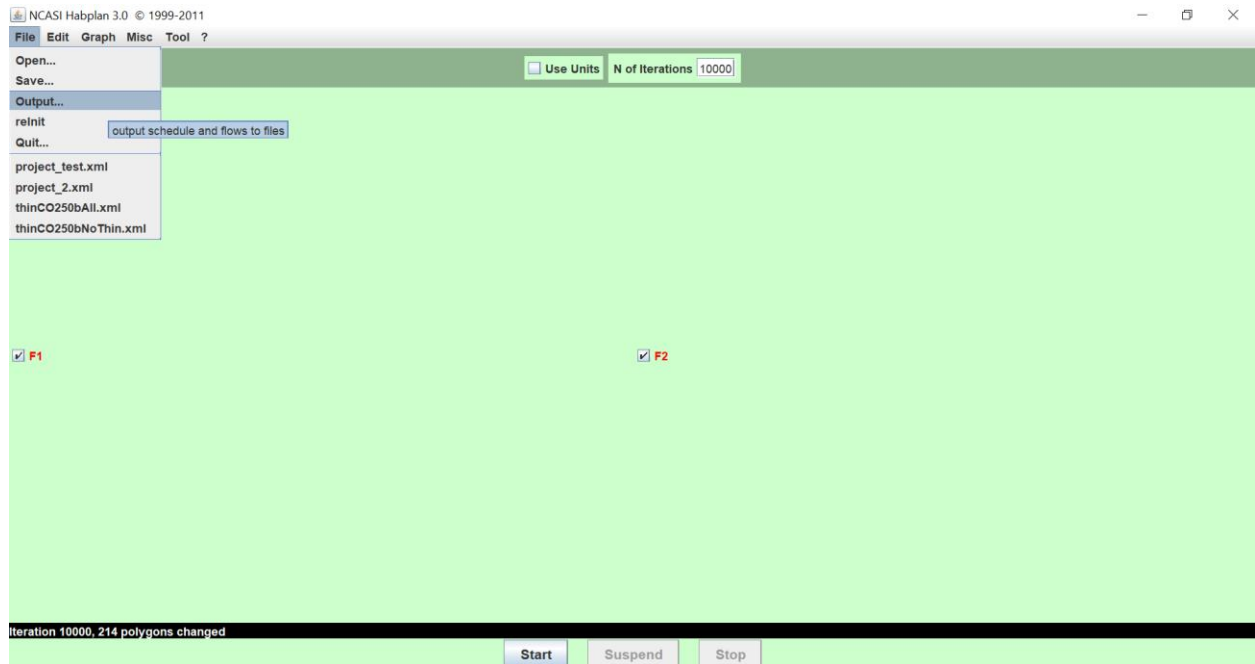 NCASI Habplan 3.0 © 1999-2011
File Edit Graph Misc Tool ?
Open...
Save...
Output...
reInit
Quit...
output schedule and flows to files
project_test.xml
project_2.xml
thinCO250bAll.xml
thinCO250bNoThin.xml
Use Units N of Iterations 10000
F1 F2
Iteration 10000, 214 polygons changed
Start Suspend Stop